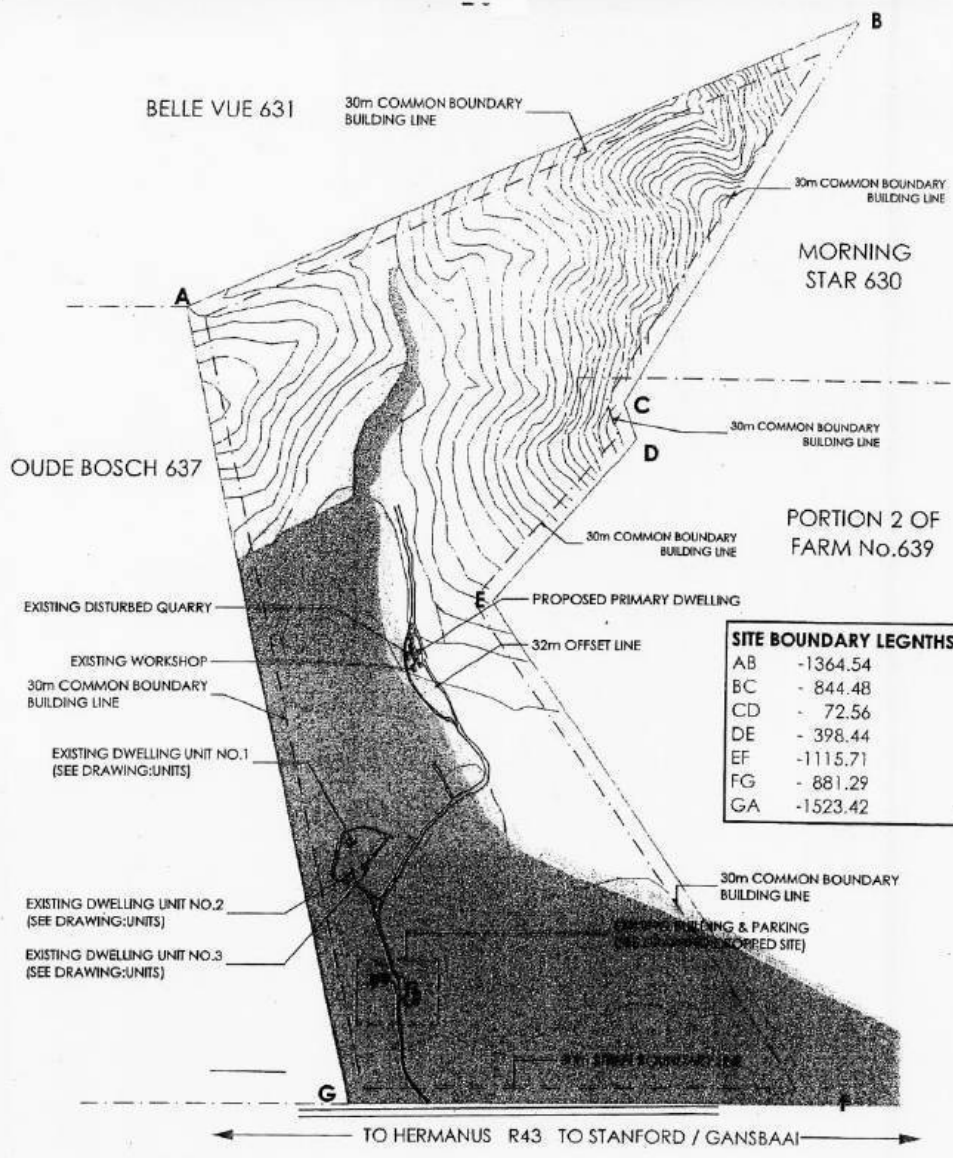 B
BELLE VUE 631
30m COMMON BOUNDARY
BUILDING LINE
30m COMMON BOUNDARY
BUILDING LINE
MORNING
STAR 630
A
C
30m COMMON BOUNDARY
BUILDING LINE
D
OUDE BOSCH 637
PORTION 2 OF
FARM No.639
30m COMMON BOUNDARY
BUILDING LINE
E
EXISTING DISTURBED QUARRY
PROPOSED PRIMARY DWELLING
32m OFFSET LINE
EXISTING WORKSHOP
30m COMMON BOUNDARY
BUILDING LINE
SITE BOUNDARY LEGNTHS
AB -1364.54
BC - 844.48
CD - 72.56
DE - 398.44
EF -1115.71
FG - 881.29
GA -1523.42
EXISTING DWELLING UNIT NO.1
(SEE DRAWING:UNITS)
30m COMMON BOUNDARY
BUILDING LINE
EXISTING DWELLING UNIT NO.2
(SEE DRAWING:UNITS)
EXISTING BUILDING & PARKING
SITE)
EXISTING DWELLING UNIT NO.3
(SEE DRAWING:UNITS)
G
F
TO HERMANUS R43 TO STANFORD / GANSBAAI